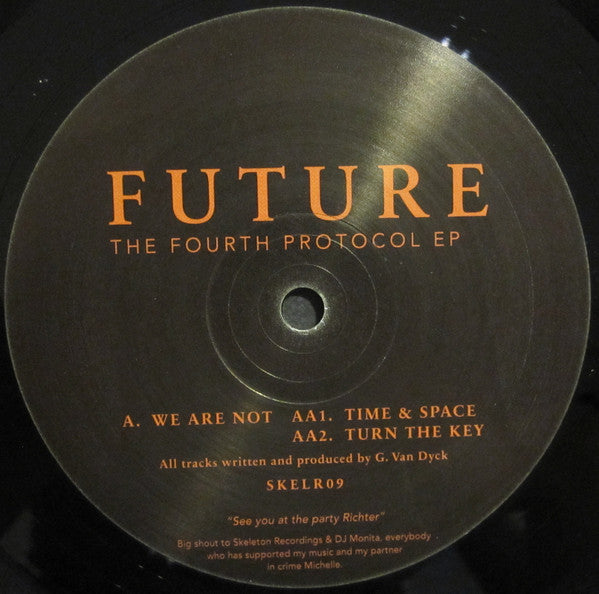 FUTURE
THE FOURTH PROTOCOL EP
A. WE ARE NOT AA1. TIME & SPACE
AA2. TURN THE KEY
All tracks written and produced by G. Van Dyck
SKELR09
"See you at the party Richter"
Big shout to Skeleton Recordings & DJ Monita, everybody
who has supported my music and my partner
in crime Michelle.